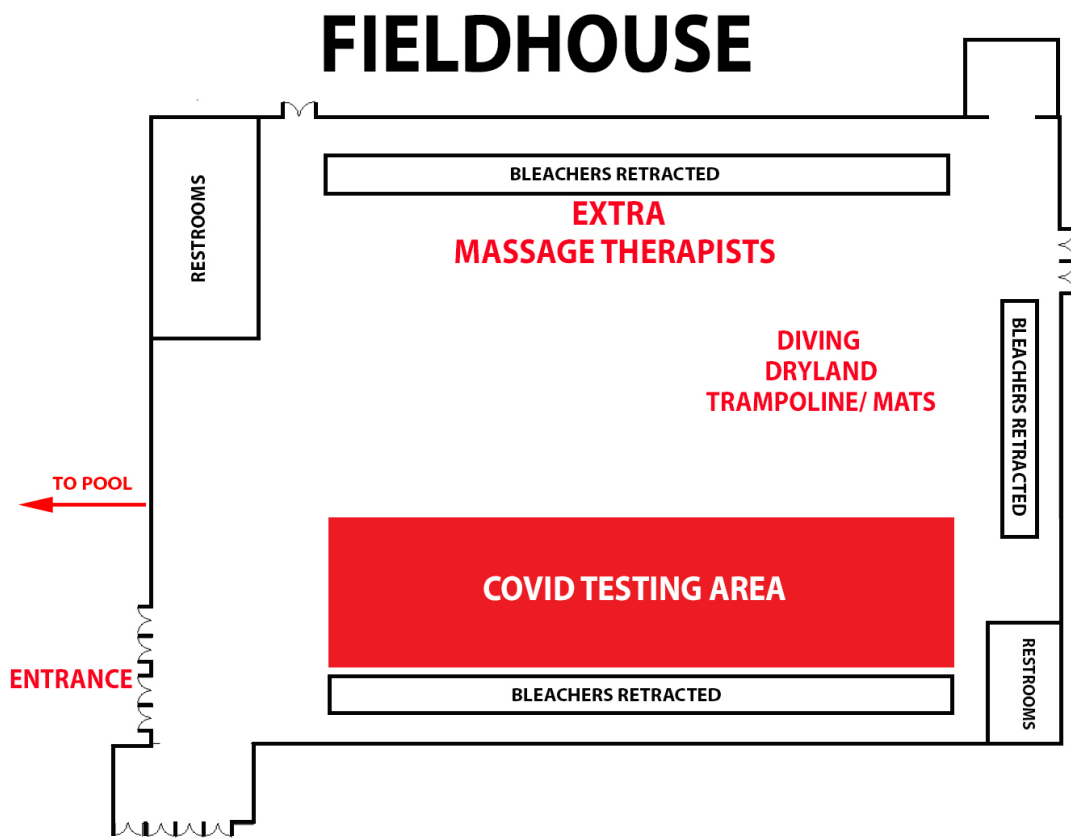 FIELDHOUSE
BLEACHERS RETRACTED
RESTROOMS
EXTRA
MASSAGE THERAPISTS
DIVING
DRYLAND
TRAMPOLINE/ MATS
BLEACHERS RETRACTED
TO POOL
COVID TESTING AREA
ENTRANCE
BLEACHERS RETRACTED
RESTROOMS